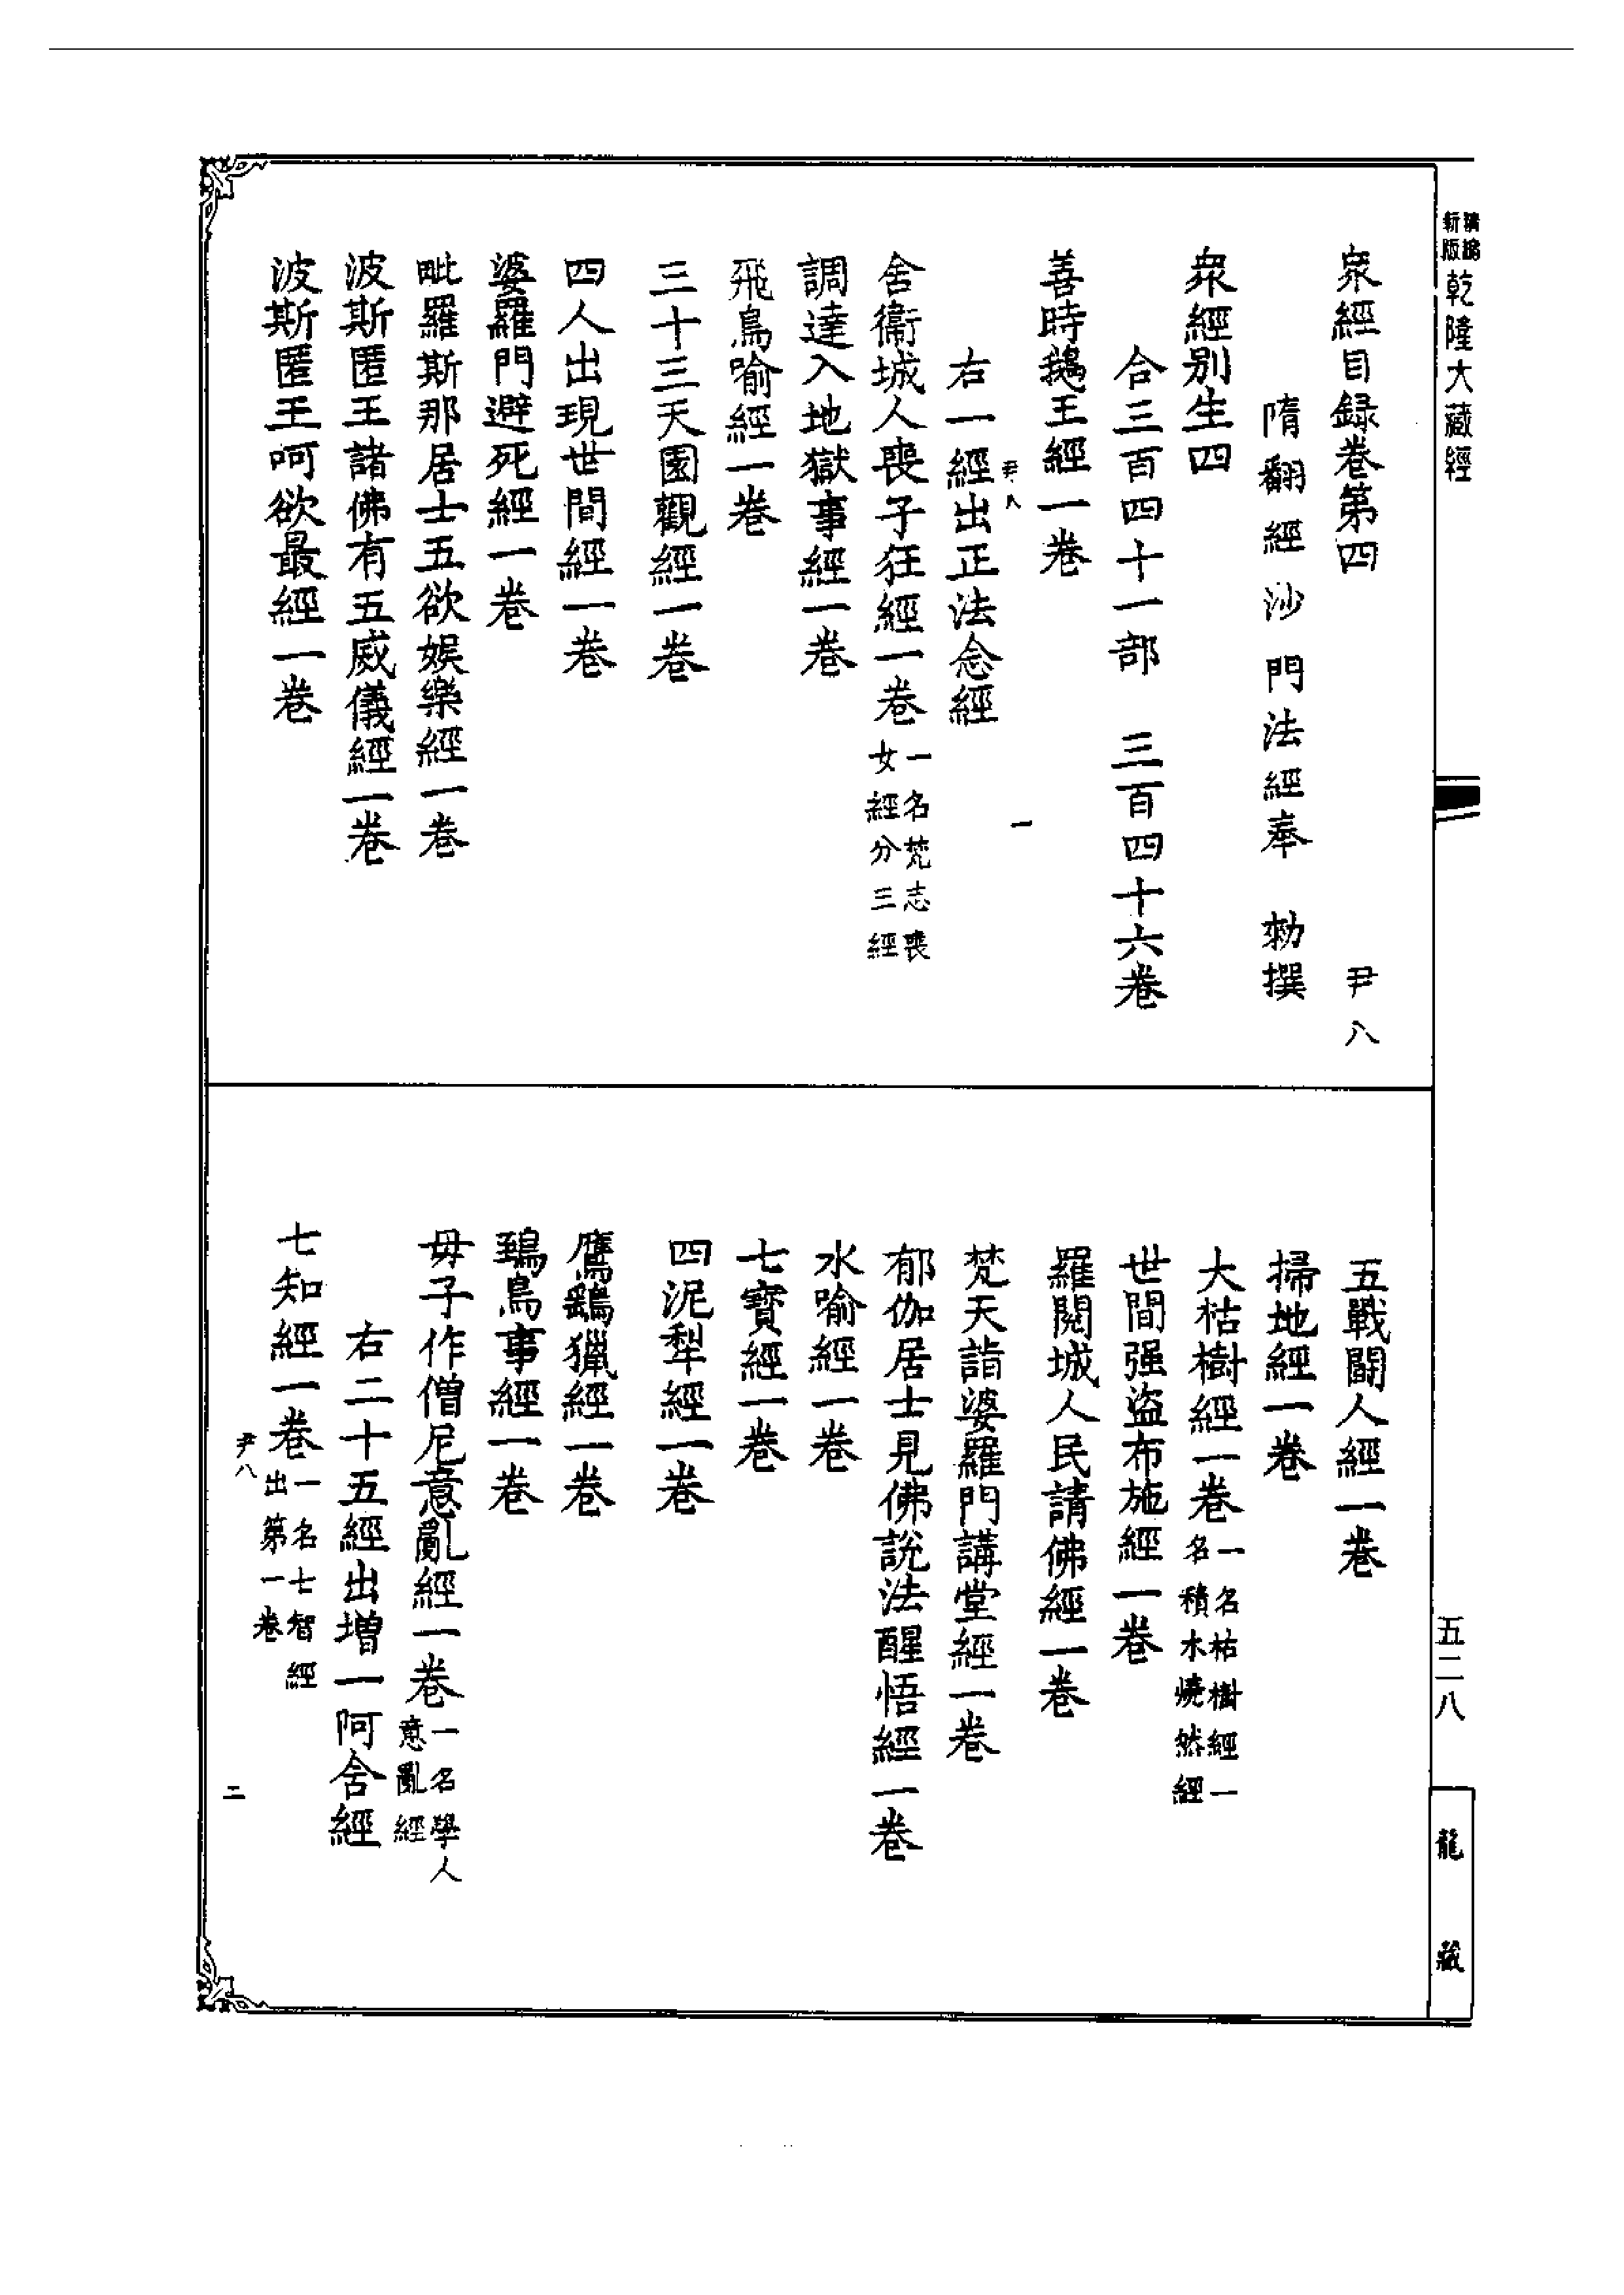 精縮新版乾隆大藏經
衆經目録卷第四 尹八
隋翻經沙門法經奉 勑撰
衆經別生四
合三百四十一部 三百四十六卷
善時鵝王經一卷
尹八 一
右一經出正法念經
舍衞城人喪子狂經一卷一名梵志喪女經分三經
調達入地獄事經一卷
飛鳥喻經一卷
三十三天園觀經一卷
四人出現世間經一卷
婆羅門避死經一卷
毗羅斯那居士五欲娛樂經一卷
波斯匿王諸佛有五威儀經一卷
波斯匿王呵欲最經一卷
五戰鬪人經一卷
掃地經一卷
大枯樹經一卷一名枯樹經一名積木燒然經
世間强盜布施經一卷
羅閱城人民請佛經一卷
梵天詣婆羅門講堂經一卷
郁伽居士見佛說法醒悟經一卷
水喻經一卷
七寶經一卷
四泥犁經一卷
鷹鷂獵經一卷
鵄鳥事經一卷
母子作僧尼意亂經一卷一名學人意亂經
右二十五經出增一阿含經
七知經一卷一名七智經出第一卷
尹八 二
五二八
龍藏